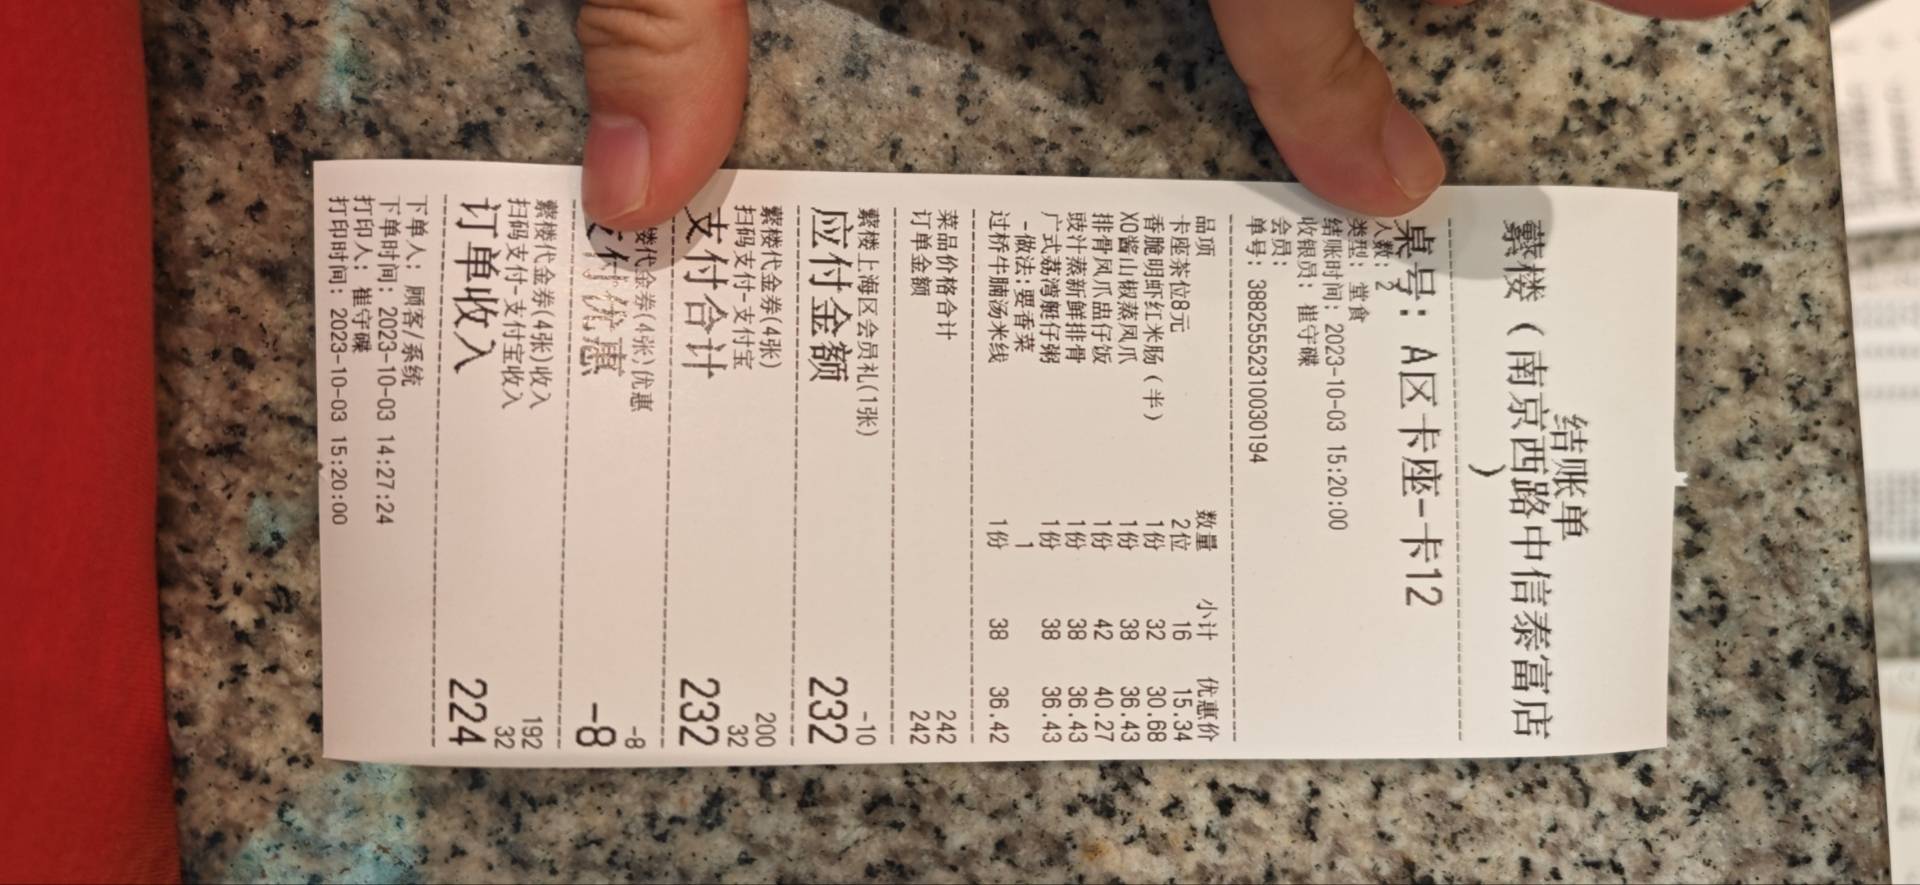 结账单
蘩楼（南京西路中信泰富店
）
桌号：A区卡座-卡12
人数：2
类型：堂食
结账时间：2023-10-03 15:20:00
收银员：崔守碟
会员：
单号：3882555231003​0194
品项 数量 小计 优惠价
卡座茶位8元 2位 16 15.34
香脆明虾红米肠（半） 1份 32 30.68
XO酱山椒蒸凤爪 1份 38 36.43
排骨凤爪盅仔饭 1份 42 40.27
豉汁蒸新鲜排骨 1份 38 36.43
广式荔湾艇仔粥 1份 38 36.43
-做法:要香菜 1
过桥牛腩汤米线 1份 38 36.42
菜品价格合计 242
订单金额 242
蘩楼上海区会员礼(1张) -10
应付金额 232
蘩楼代金券(4张) 200
扫码支付-支付宝 32
支付合计 232
楼代金券(4张)优惠 -8
付优惠 -8
蘩楼代金券(4张)收入 192
扫码支付-支付宝收入 32
订单收入 224
下单人：顾客/系统
下单时间：2023-10-03 14:27:24
打印人：崔守碟
打印时间：2023-10-03 15:20:00